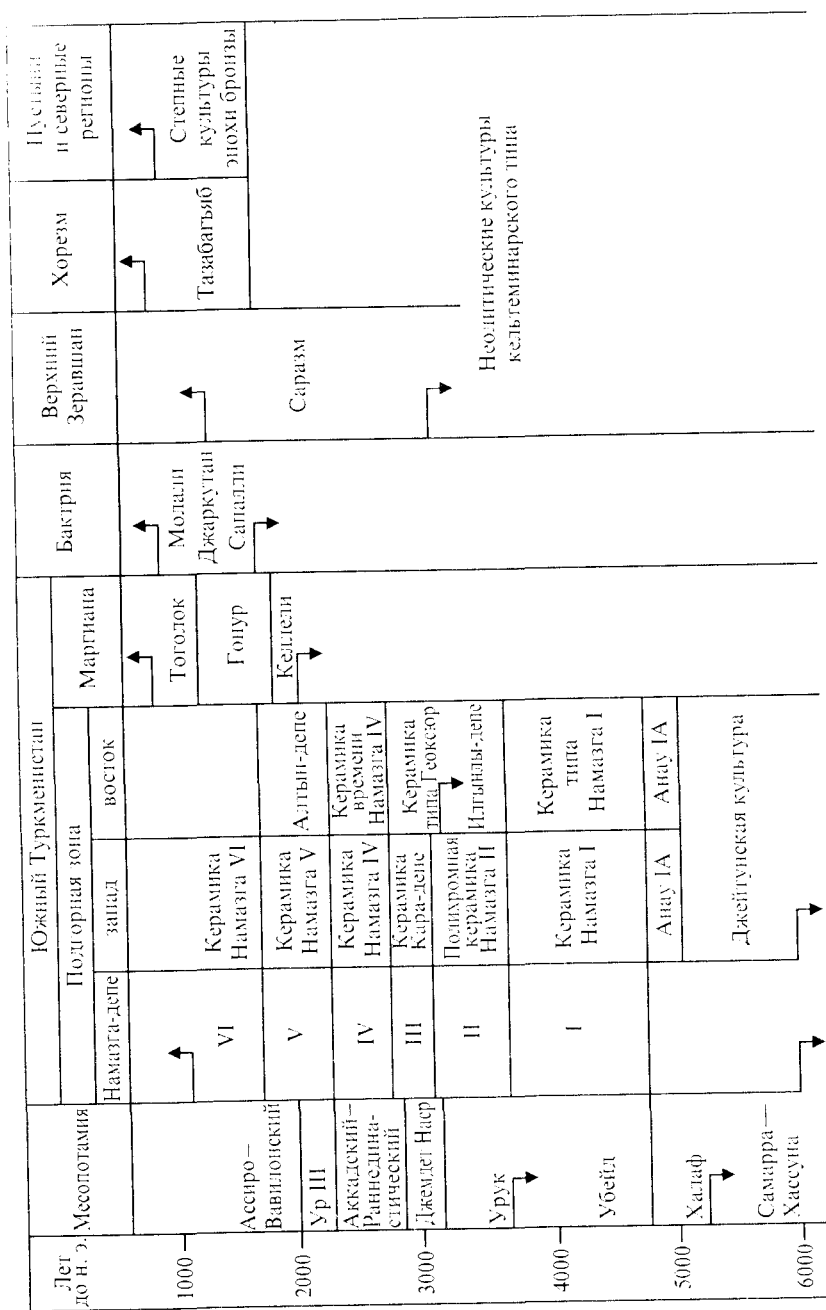 Лет
до н. э.
Месопотамия
Южный Туркменистан
Бактрия
Верхний
Зеравшан
Хорезм
Пустыни
и северные
регионы
Подгорная зона
Маргиана
Намазга-депе
запад
восток
1000
2000
3000
4000
5000
6000
Ассиро–
Вавилонский
Ур III
Аккадский–
Раннедина-
стический
Джемдет Наср
Урук
Убейл
Халаф
Самарра—
Хассуна
VI
V
IV
III
II
I
Керамика
Намазга VI
Керамика
Намазга V
Керамика
Намазга IV
Керамика
Кара-депе
Полихромная
керамика
Намазга II
Керамика
Намазга I
Анау IA
Джейтунская культура
Алтын-депе
Керамика
времени
Намазга IV
Керамика
типа Геоксюр
Илгынлы-депе
Керамика
типа
Намазга I
Анау IA
Тоголок
Гонур
Келлели
Молали
Джаркутан
Сапалли
Саразм
Тазабагъяб
Степные
культуры
эпохи бронзы
Неолитические культуры
кельтеминарского типа